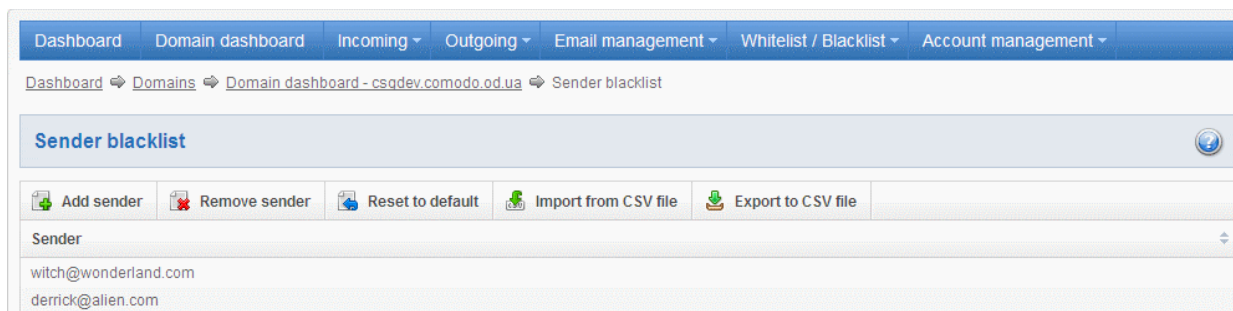 Dashboard Domain dashboard Incoming Outgoing Email management Whitelist / Blacklist Account management
Dashboard Domains Domain dashboard - csgdev.comodo.od.ua Sender blacklist
Sender blacklist
Add sender Remove sender Reset to default Import from CSV file Export to CSV file
Sender
witch@wonderland.com
derrick@alien.com